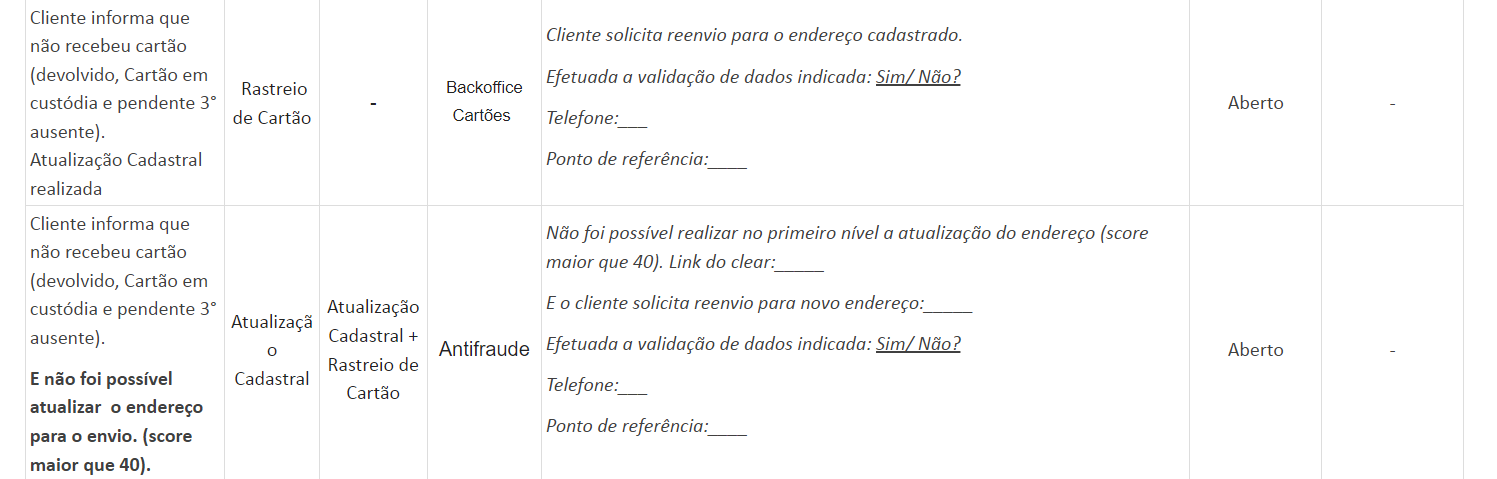 Cliente informa que
não recebeu cartão
(devolvido, Cartão em
custódia e pendente 3°
ausente).
Atualização Cadastral
realizada
Rastreio
de Cartão
-
Backoffice
Cartões
Cliente solicita reenvio para o endereço cadastrado.
Efetuada a validação de dados indicada: Sim/ Não?
Telefone:___
Ponto de referência:____
Aberto
-
Cliente informa que
não recebeu cartão
(devolvido, Cartão em
custódia e pendente 3°
ausente).
E não foi possível
atualizar  o endereço
para o envio. (score
maior que 40).
Atualizaçã
o
Cadastral
Atualização
Cadastral +
Rastreio de
Cartão
Antifraude
Não foi possível realizar no primeiro nível a atualização do endereço (score
maior que 40). Link do clear:_____
E o cliente solicita reenvio para novo endereço:_____
Efetuada a validação de dados indicada: Sim/ Não?
Telefone:___
Ponto de referência:____
Aberto
-